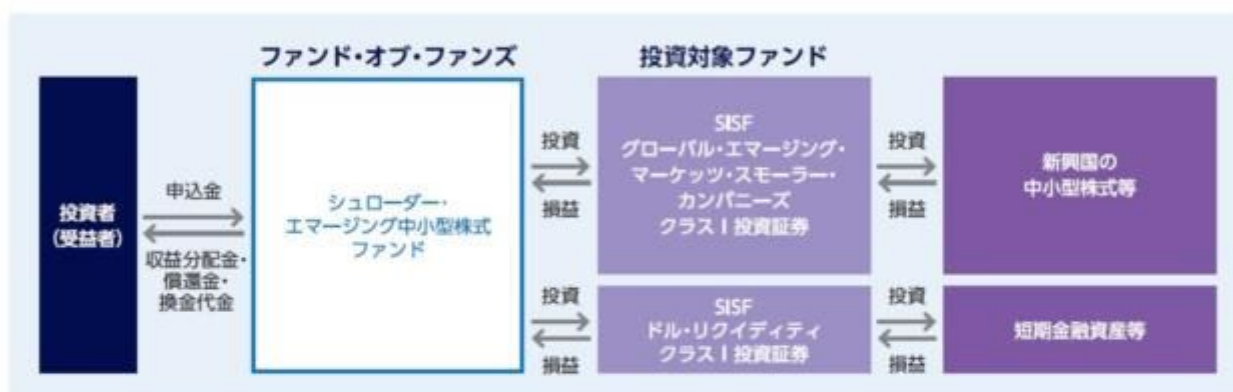 ファンド・オブ・ファンズ
投資対象ファンド
投資者
(受益者)
申込金
収益分配金・
償還金・
換金代金
シュローダー・
エマージング中小型株式
ファンド
投資
損益
SISF
グローバル・エマージング・
マーケッツ・スモーラー・
カンパニーズ
クラスI投資証券
投資
損益
新興国の
中小型株式等
投資
損益
SISF
ドル・リクイディティ
クラスI投資証券
投資
損益
短期金融資産等